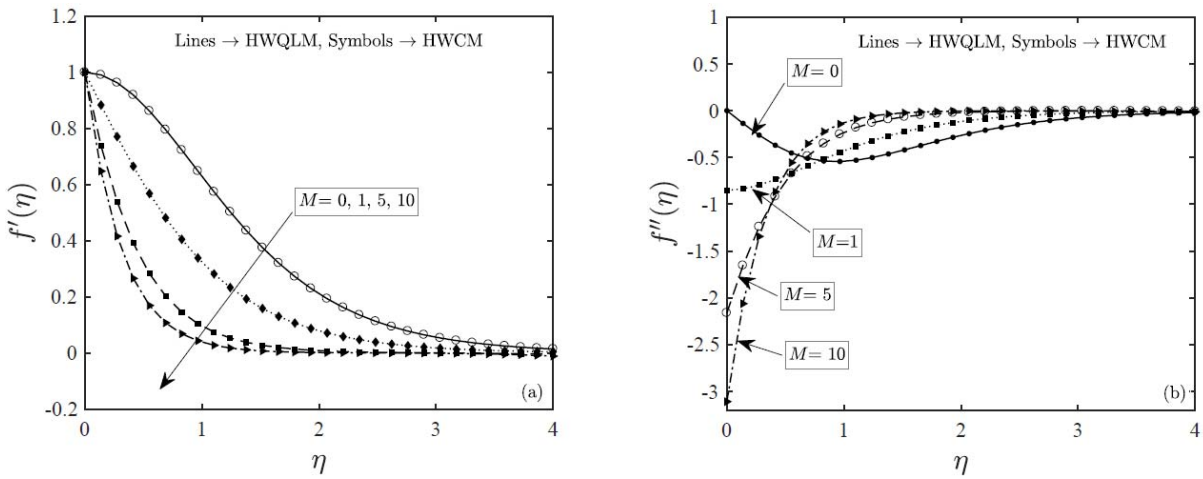 1.2
1
0.8
0.6
0.4
0.2
0
-0.2
0
1
2
3
4
f'(η)
η
Lines → HWQLM, Symbols → HWCM
M= 0, 1, 5, 10
(a)
1
0.5
0
-0.5
-1
-1.5
-2
-2.5
-3
0
1
2
3
4
f''(η)
η
Lines → HWQLM, Symbols → HWCM
M= 0
M=1
M= 5
M= 10
(b)